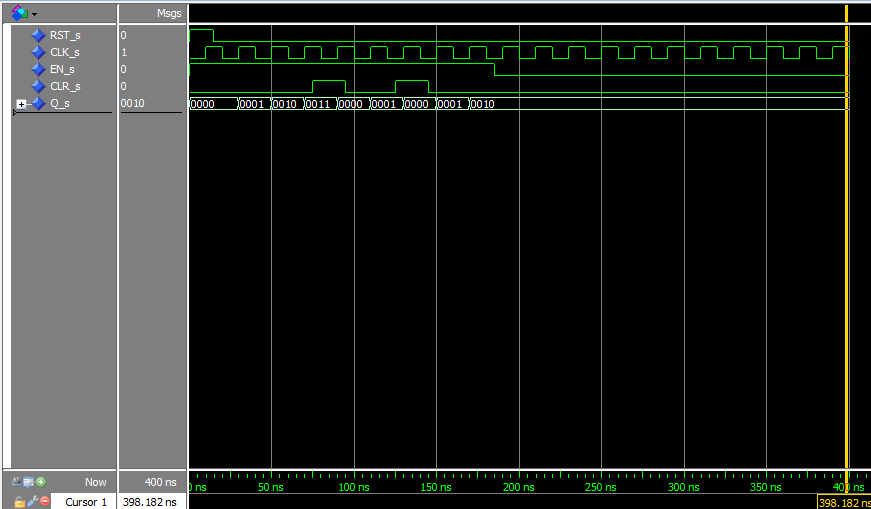 Msgs
RST_s 0
CLK_s 1
EN_s 0
CLR_s 0
Q_s 0010 0000 0001 0010 0011 0000 0001 0000 0001 0010
Now 400 ns 0 ns 50 ns 100 ns 150 ns 200 ns 250 ns 300 ns 350 ns 400 ns
Cursor 1 398.182 ns 398.182 ns